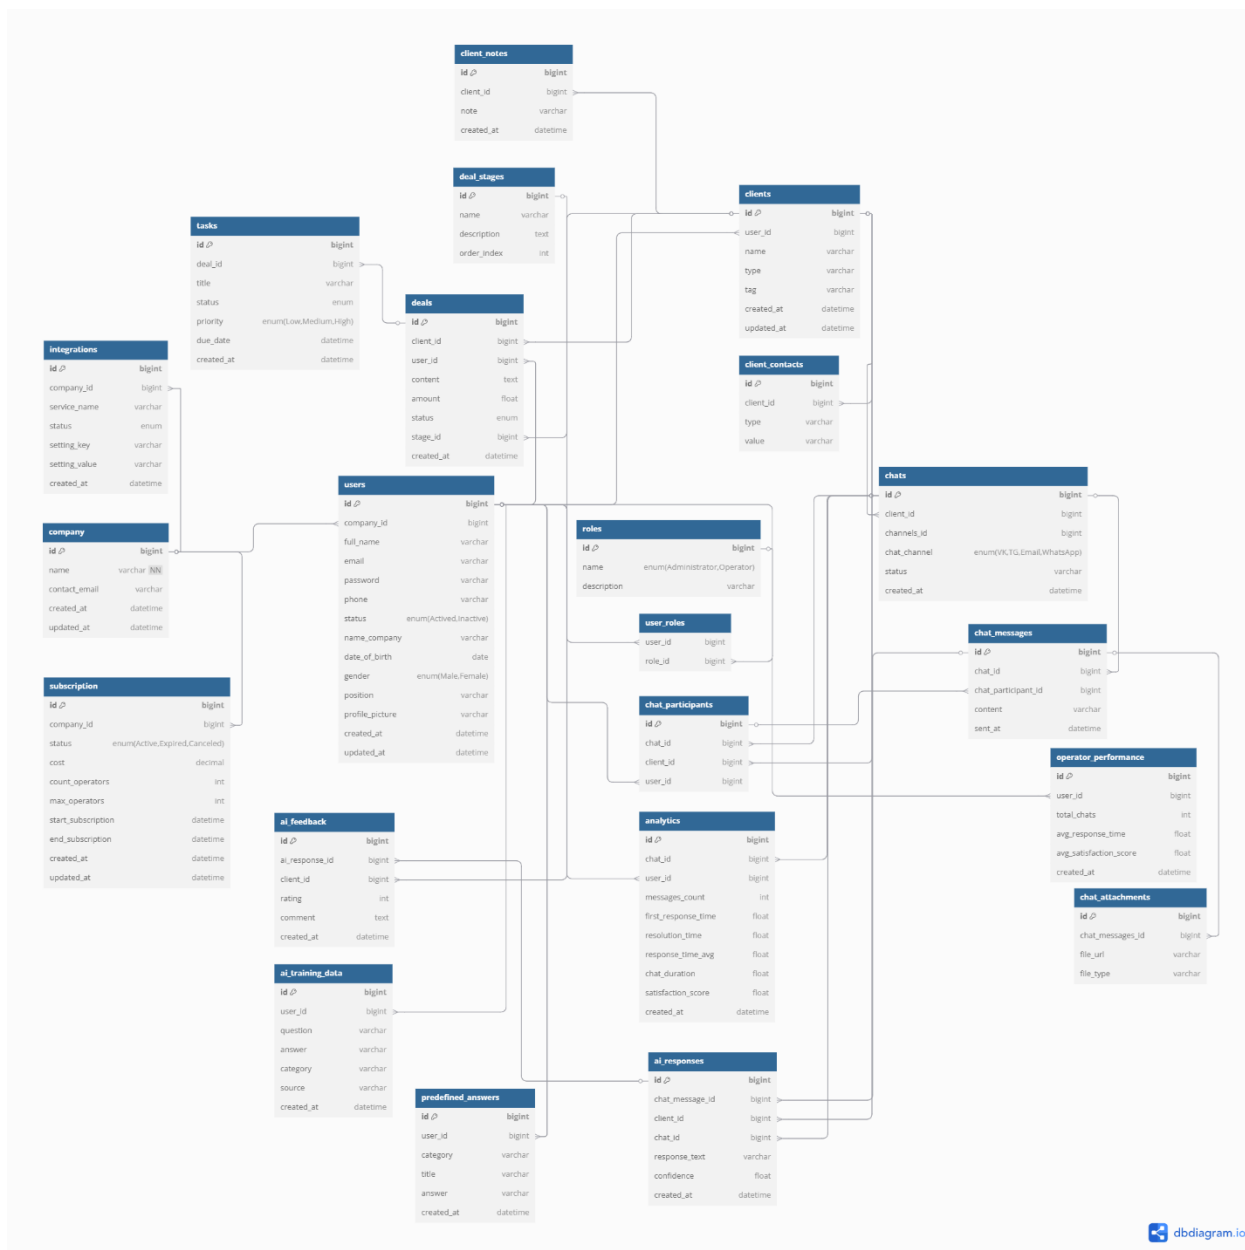 client_notes
id bigint
client_id bigint
note varchar
created_at datetime
deal_stages
id bigint
name varchar
description text
order_index int
clients
id bigint
user_id bigint
name varchar
type varchar
tag varchar
created_at datetime
updated_at datetime
tasks
id bigint
deal_id bigint
title varchar
status enum
priority enum(Low,Medium,High)
due_date datetime
created_at datetime
deals
id bigint
client_id bigint
user_id bigint
content text
amount float
status enum
stage_id bigint
created_at datetime
integrations
id bigint
company_id bigint
service_name varchar
status enum
setting_key varchar
setting_value varchar
created_at datetime
client_contacts
id bigint
client_id bigint
type varchar
value varchar
chats
id bigint
client_id bigint
channels_id bigint
chat_channel enum(VK,TG,Email,WhatsApp)
status varchar
created_at datetime
users
id bigint
company_id bigint
full_name varchar
email varchar
password varchar
phone varchar
status enum(Actived,Inactive)
name_company varchar
date_of_birth date
gender enum(Male,Female)
position varchar
profile_picture varchar
created_at datetime
updated_at datetime
company
id bigint
name varchar NN
contact_email varchar
created_at datetime
updated_at datetime
roles
id bigint
name enum(Administrator,Operator)
description varchar
user_roles
user_id bigint
role_id bigint
chat_messages
id bigint
chat_id bigint
chat_participant_id bigint
content varchar
sent_at datetime
subscription
id bigint
company_id bigint
status enum(Active,Expired,Canceled)
cost decimal
count_operators int
max_operators int
start_subscription datetime
end_subscription datetime
created_at datetime
updated_at datetime
chat_participants
id bigint
chat_id bigint
client_id bigint
user_id bigint
operator_performance
id bigint
user_id bigint
total_chats int
avg_response_time float
avg_satisfaction_score float
created_at datetime
ai_feedback
id bigint
ai_response_id bigint
client_id bigint
rating int
comment text
created_at datetime
analytics
id bigint
chat_id bigint
user_id bigint
messages_count int
first_response_time float
resolution_time float
response_time_avg float
chat_duration float
satisfaction_score float
created_at datetime
chat_attachments
id bigint
chat_messages_id bigint
file_url varchar
file_type varchar
ai_training_data
id bigint
user_id bigint
question varchar
answer varchar
category varchar
source varchar
created_at datetime
ai_responses
id bigint
chat_message_id bigint
client_id bigint
chat_id bigint
response_text varchar
confidence float
created_at datetime
predefined_answers
id bigint
user_id bigint
category varchar
title varchar
answer varchar
created_at datetime
dbdiagram.io